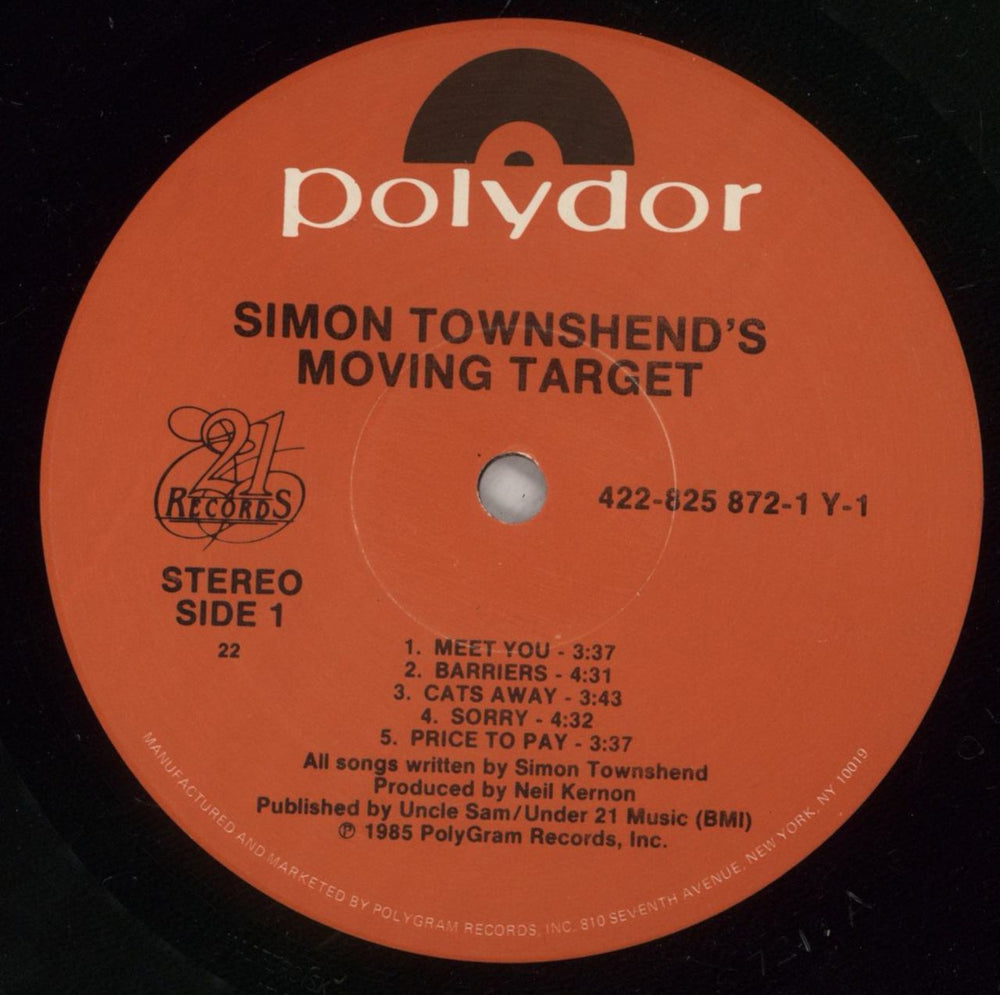 polydor
SIMON TOWNSHEND'S
MOVING TARGET
21
RECORDS
422-825 872-1 Y-1
STEREO
SIDE 1
22
1. MEET YOU - 3:37
2. BARRIERS - 4:31
3. CATS AWAY - 3:43
4. SORRY - 4:32
5. PRICE TO PAY - 3:37
All songs written by Simon Townshend
Produced by Neil Kernon
Published by Uncle Sam/Under 21 Music (BMI)
℗ 1985 PolyGram Records, Inc.
MANUFACTURED AND MARKETED BY POLYGRAM RECORDS, INC. 810 SEVENTH AVENUE, NEW YORK, NY 10019